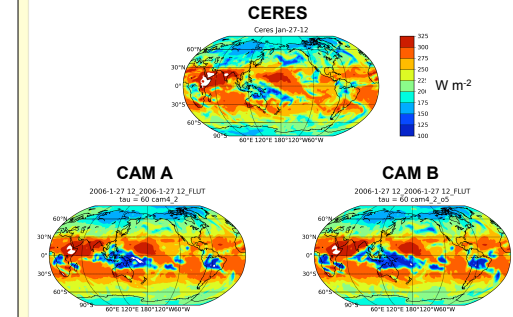 CERES
Ceres Jan-27-12
60°N
30°N
0°
30°S
60°S
90°S
60°E 120°E 180°120°W60°W
325
300
275
250
225
200
175
150
125
100
W m-2
CAM A
2006-1-27 12_2006-1-27 12_FLUT
tau = 60 cam4_2
60°N
30°N
0°
30°S
60°S
90°S
60°E 120°E 180°120°W60°W
CAM B
2006-1-27 12_2006-1-27 12_FLUT
tau = 60 cam4_2_o5
60°N
30°N
0°
30°S
60°S
90°S
60°E 120°E 180°120°W60°W